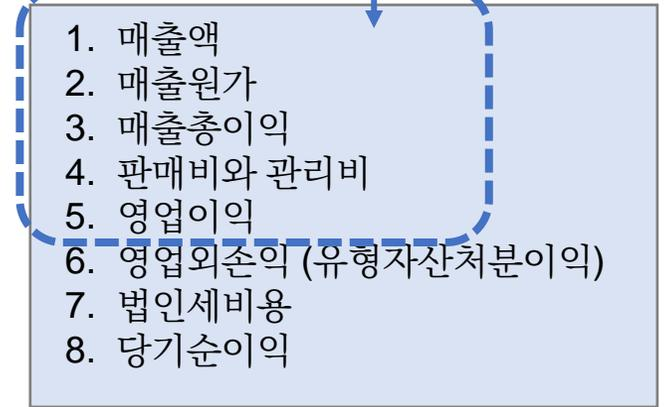 1. 매출액
2. 매출원가
3. 매출총이익
4. 판매비와 관리비
5. 영업이익
6. 영업외손익 (유형자산처분이익)
7. 법인세비용
8. 당기순이익